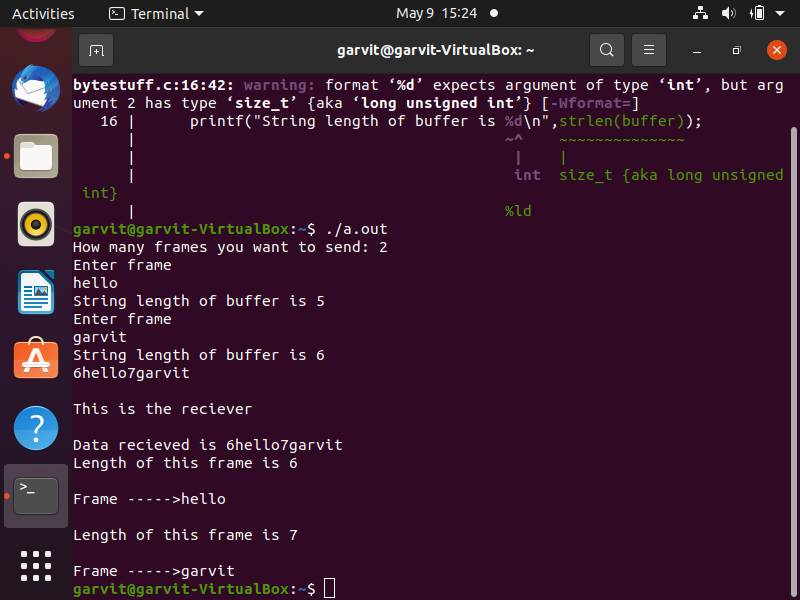 Activities Terminal May 9 15:24
garvit@garvit-VirtualBox: ~
bytestuff.c:16:42: warning: format ‘%d’ expects argument of type ‘int’, but arg
ument 2 has type ‘size_t’ {aka ‘long unsigned int’} [-Wformat=]
   16 |      printf("String length of buffer is %d\n",strlen(buffer));
      |                                         ~^    ~~~~~~~~~~~~~~
      |                                          |    |
      |                                          int  size_t {aka long unsigned
 int}
      |                                         %ld
garvit@garvit-VirtualBox:~$ ./a.out
How many frames you want to send: 2
Enter frame
hello
String length of buffer is 5
Enter frame
garvit
String length of buffer is 6
6hello7garvit
This is the reciever
Data recieved is 6hello7garvit
Length of this frame is 6
Frame ----->hello
Length of this frame is 7
Frame ----->garvit
garvit@garvit-VirtualBox:~$